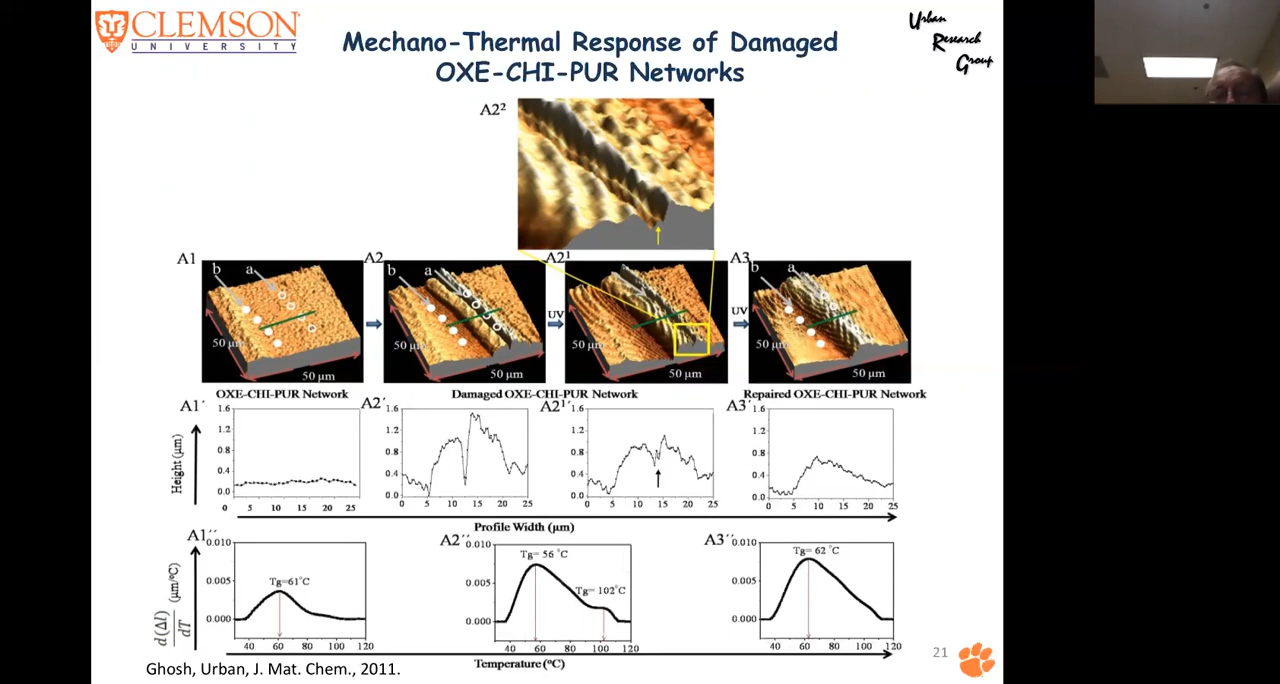 CLEMSON
UNIVERSITY
Mechano-Thermal Response of Damaged
OXE-CHI-PUR Networks
Urban
Research
Group
A2²
A1
A2
A2¹
A3
b
a
b
a
b
a
UV
UV
50 μm
50 μm
50 μm
50 μm
50 μm
50 μm
50 μm
50 μm
OXE-CHI-PUR Network
Damaged OXE-CHI-PUR Network
Repaired OXE-CHI-PUR Network
A1′
A2′
A2¹′
A3′
Height (μm)
1.6
1.2
0.8
0.4
0.0
0 5 10 15 20 25
1.6
1.2
0.8
0.4
0.0
0 5 10 15 20 25
1.6
1.2
0.8
0.4
0.0
0 5 10 15 20 25
1.6
1.2
0.8
0.4
0.0
0 5 10 15 20 25
Profile Width (μm)
A1′′
A2′′
A3′′
d(Δl)/dT (μm/°C)
0.010
0.005
0.000
Tg=61°C
40 60 80 100 120
0.010
0.005
0.000
Tg= 56 °C
Tg= 102°C
40 60 80 100 120
0.010
0.005
0.000
Tg= 62 °C
40 60 80 100 120
Temperature (°C)
Ghosh, Urban, J. Mat. Chem., 2011.
21